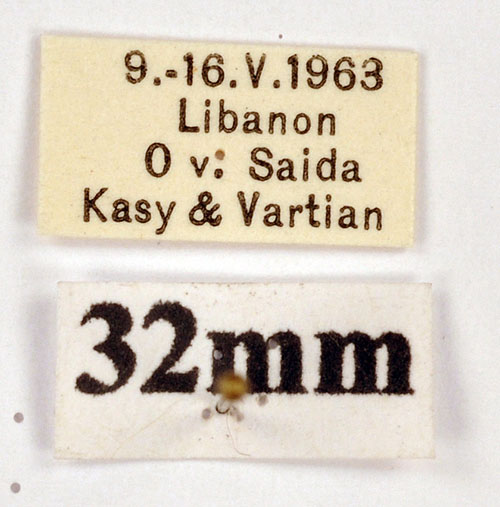 9.-16.V.1963
Libanon
O v. Saida
Kasy & Vartian
32mm